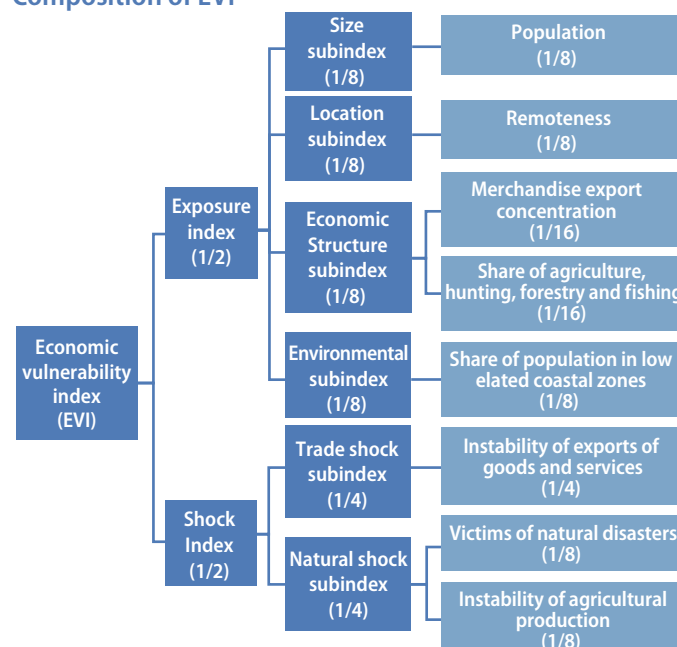 Composition of EVI
Size
subindex
(1/8)
Population
(1/8)
Location
subindex
(1/8)
Remoteness
(1/8)
Exposure
index
(1/2)
Economic
Structure
subindex
(1/8)
Merchandise export
concentration
(1/16)
Share of agriculture,
hunting, forestry and fishing
(1/16)
Economic
vulnerability
index
(EVI)
Environmental
subindex
(1/8)
Share of population in low
elated coastal zones
(1/8)
Trade shock
subindex
(1/4)
Instability of exports of
goods and services
(1/4)
Shock
Index
(1/2)
Natural shock
subindex
(1/4)
Victims of natural disasters
(1/8)
Instability of agricultural
production
(1/8)